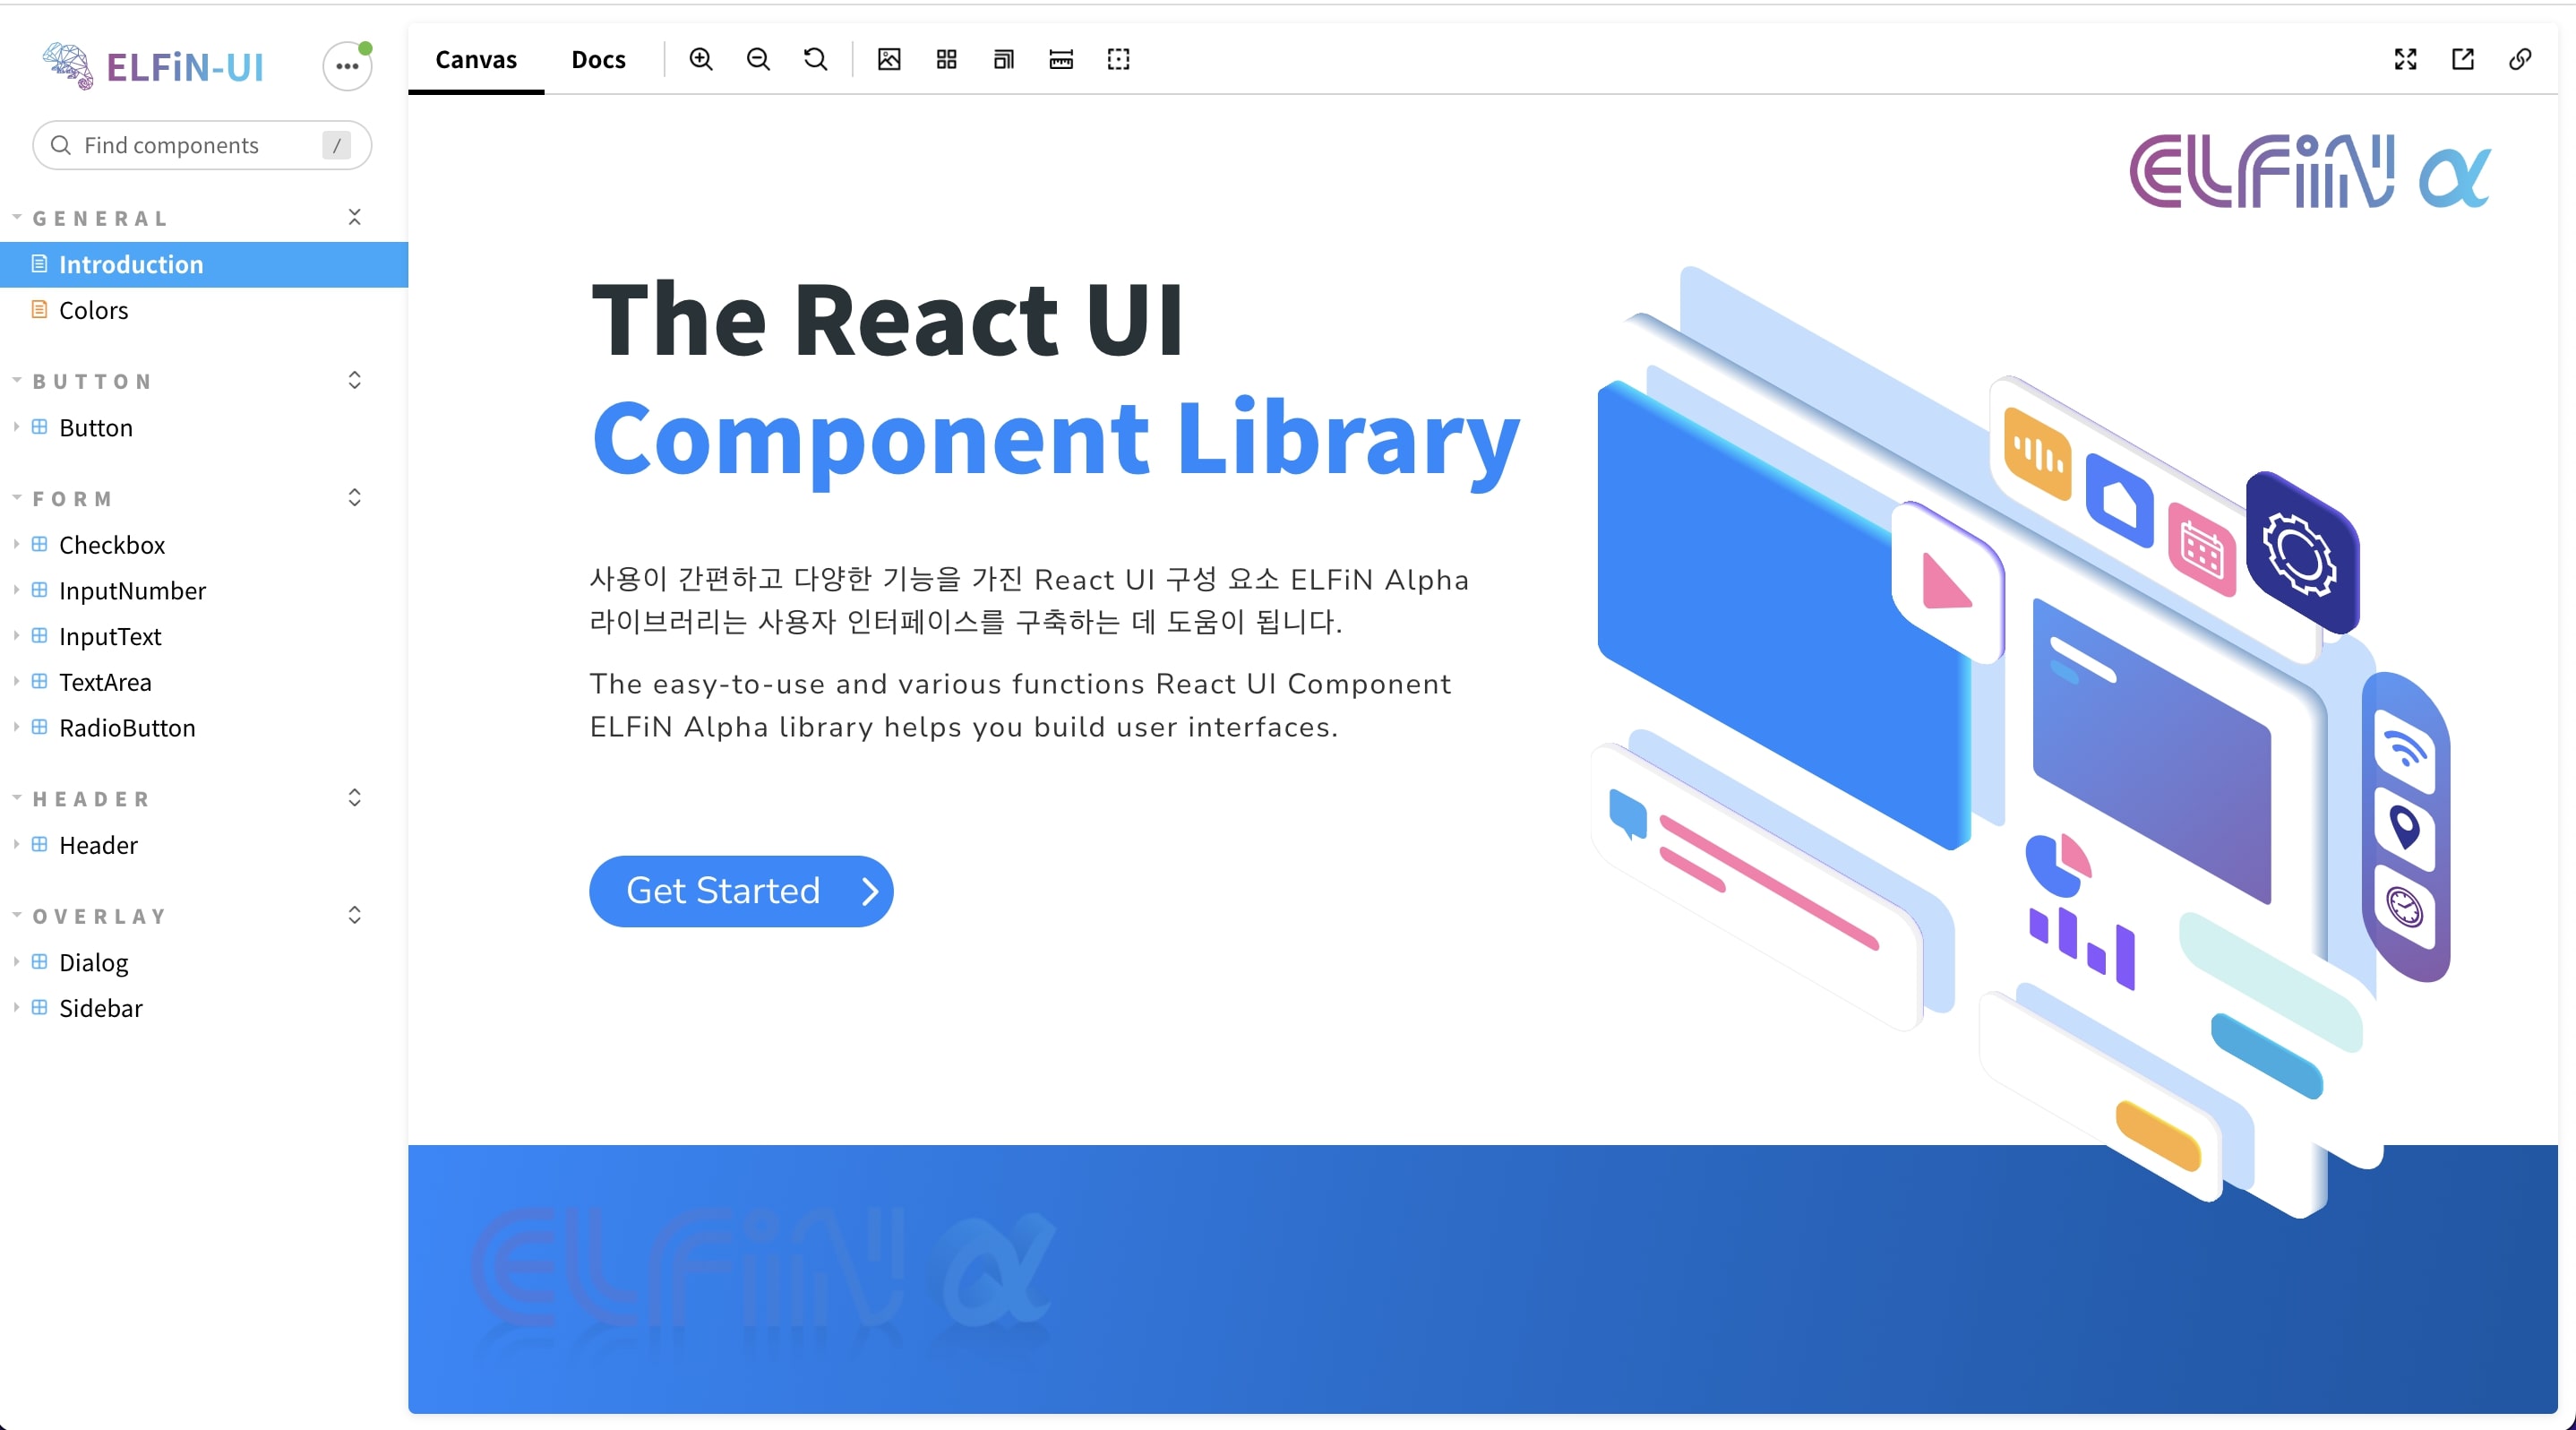 ELFiN-UI
Find components /
GENERAL
Introduction
Colors
BUTTON
Button
FORM
Checkbox
InputNumber
InputText
TextArea
RadioButton
HEADER
Header
OVERLAY
Dialog
Sidebar
Canvas Docs
ELFiN α
The React UI
Component Library
사용이 간편하고 다양한 기능을 가진 React UI 구성 요소 ELFiN Alpha
라이브러리는 사용자 인터페이스를 구축하는 데 도움이 됩니다.
The easy-to-use and various functions React UI Component
ELFiN Alpha library helps you build user interfaces.
Get Started
ELFiN α